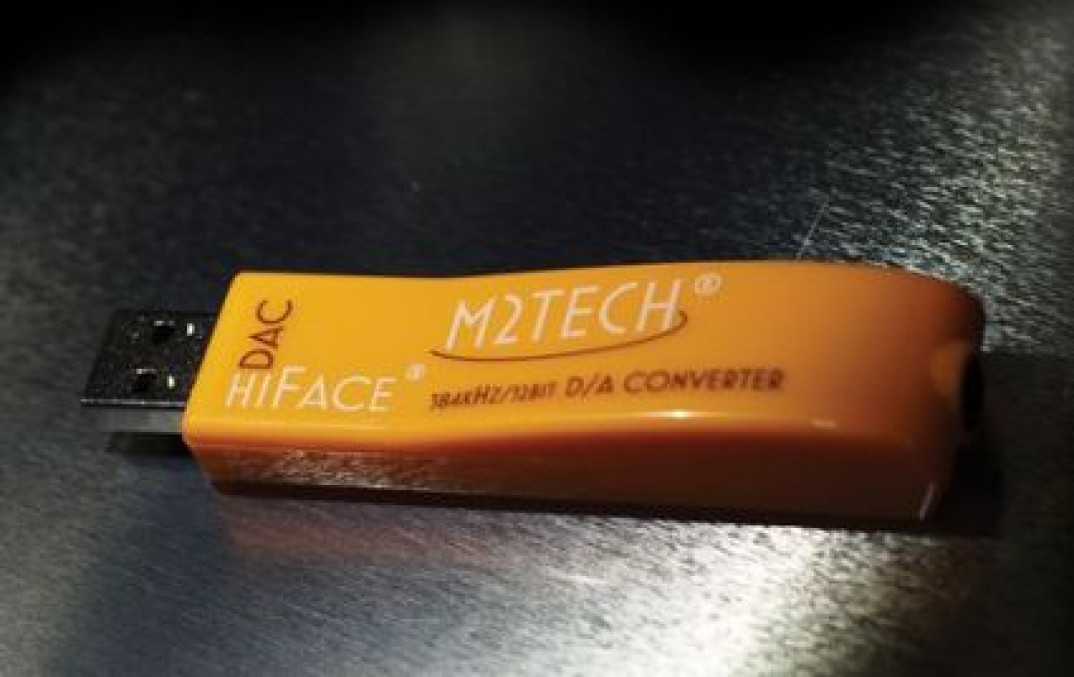 DAC
HIFACE®
M2TECH®
384KHZ/32BIT D/A CONVERTER